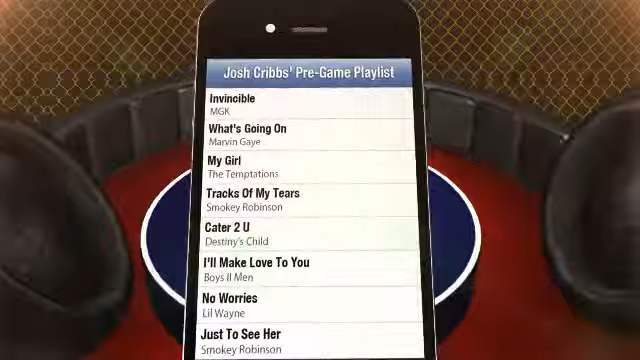 Josh Cribbs' Pre-Game Playlist
Invincible
MGK
What's Going On
Marvin Gaye
My Girl
The Temptations
Tracks Of My Tears
Smokey Robinson
Cater 2 U
Destiny's Child
I'll Make Love To You
Boys II Men
No Worries
Lil Wayne
Just To See Her
Smokey Robinson